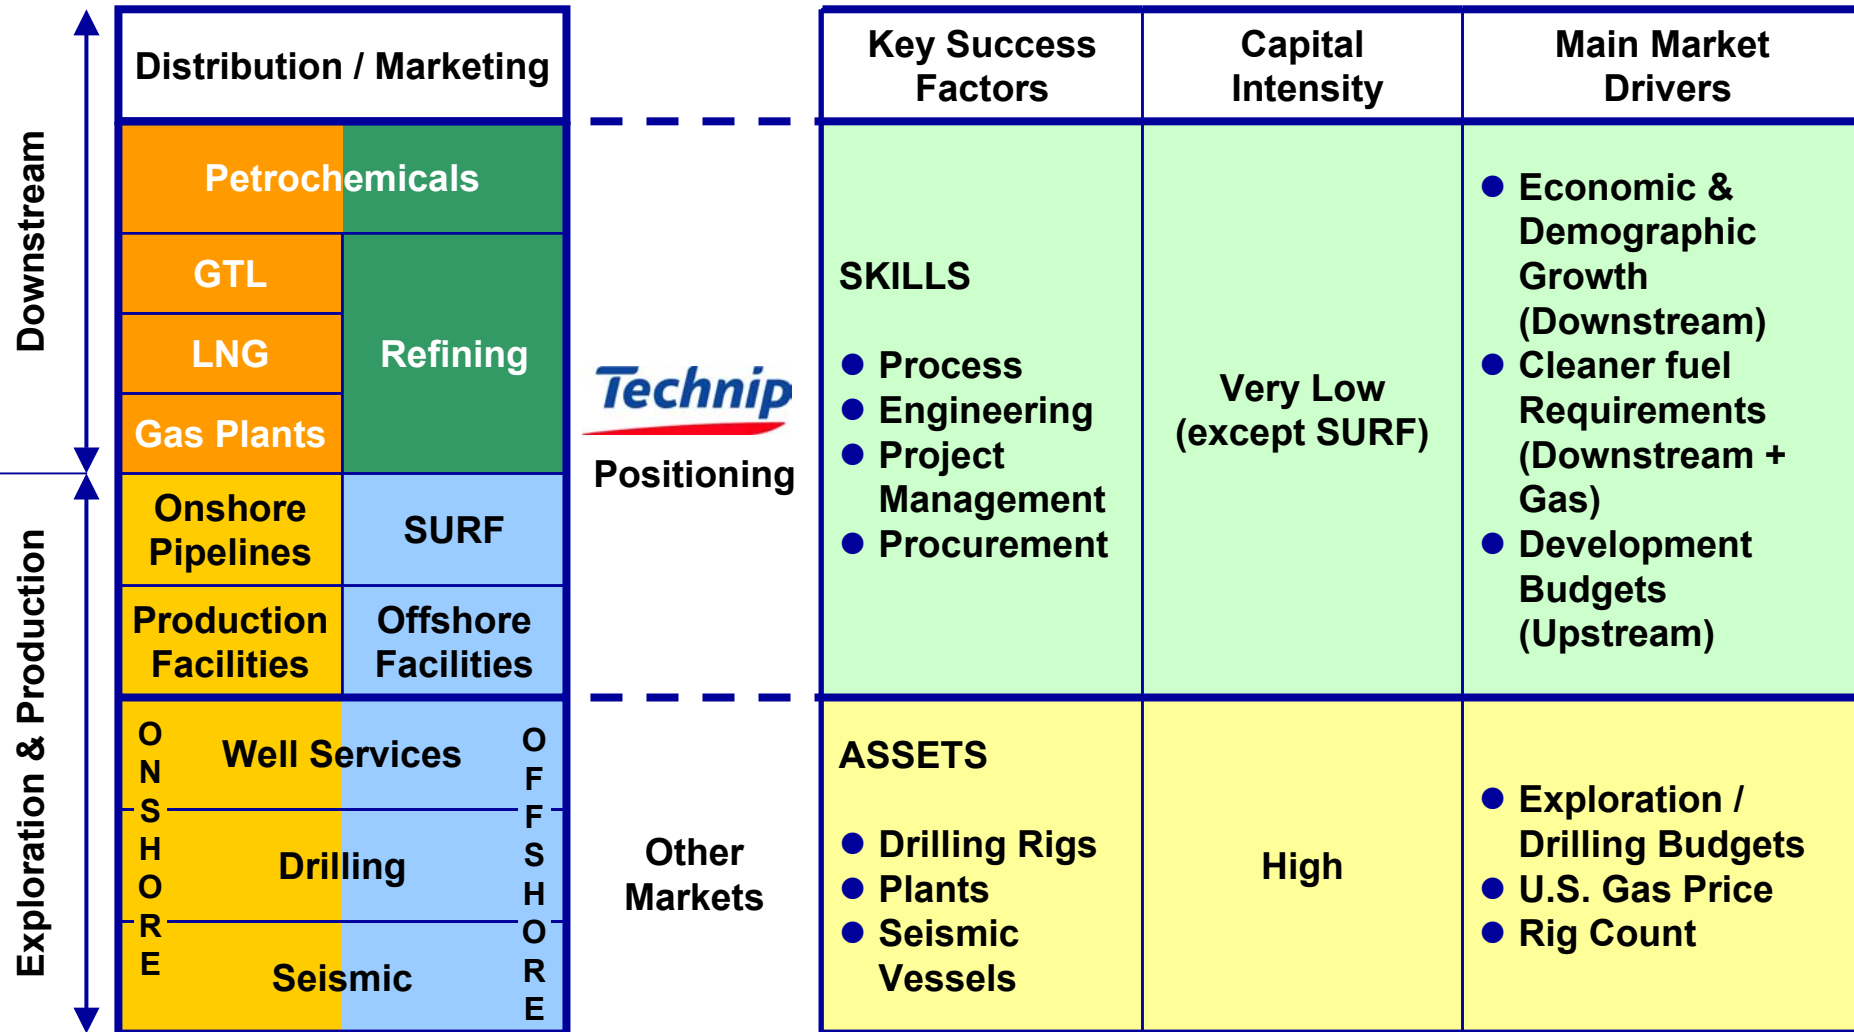 Distribution / Marketing
Key Success
Factors
Capital
Intensity
Main Market
Drivers
Downstream
Petrochemicals
GTL
LNG
Gas Plants
Refining
Exploration & Production
Onshore
Pipelines
SURF
Production
Facilities
Offshore
Facilities
ONSHORE
Well Services
Drilling
Seismic
OFFSHORE
Technip
Positioning
Other
Markets
SKILLS
● Process
● Engineering
● Project
Management
● Procurement
Very Low
(except SURF)
● Economic &
Demographic
Growth
(Downstream)
● Cleaner fuel
Requirements
(Downstream +
Gas)
● Development
Budgets
(Upstream)
ASSETS
● Drilling Rigs
● Plants
● Seismic
Vessels
High
● Exploration /
Drilling Budgets
● U.S. Gas Price
● Rig Count